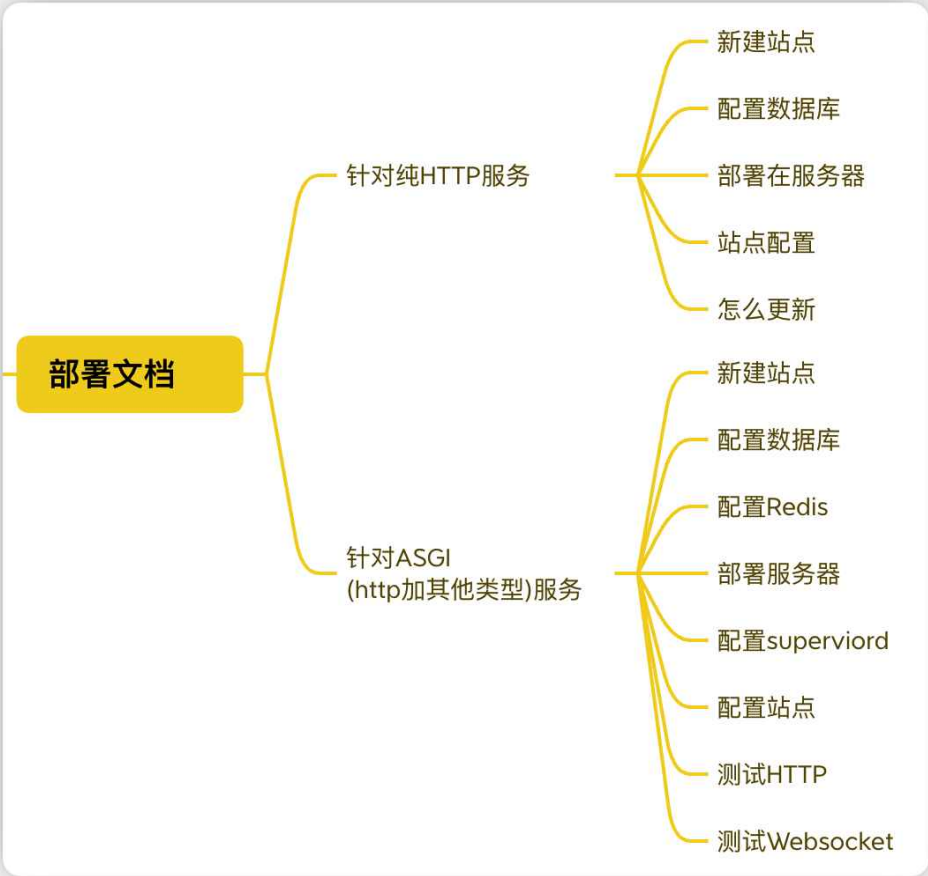 部署文档
针对纯HTTP服务
新建站点
配置数据库
部署在服务器
站点配置
怎么更新
针对ASGI
(http加其他类型)服务
新建站点
配置数据库
配置Redis
部署服务器
配置superviord
配置站点
测试HTTP
测试Websocket